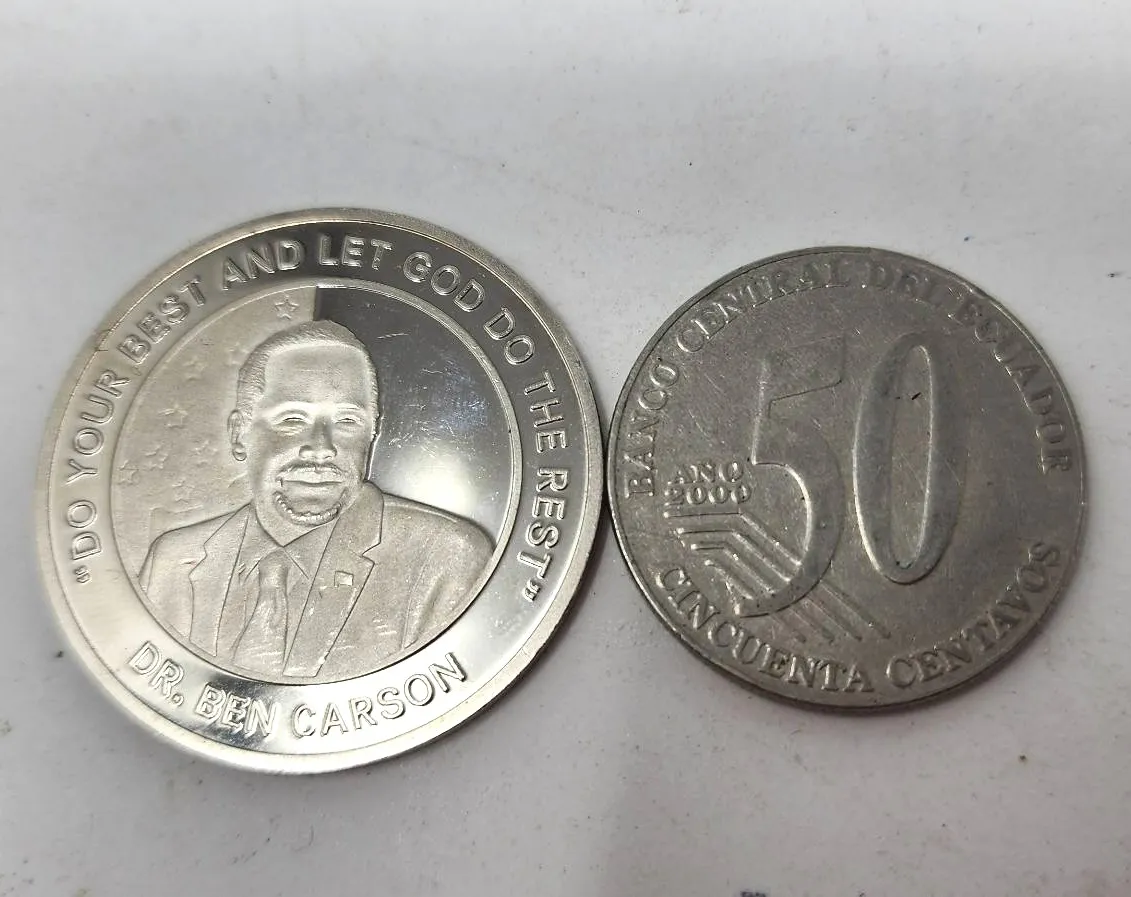 "DO YOUR BEST AND LET GOD DO THE REST"
DR. BEN CARSON
BANCO CENTRAL DEL ECUADOR
50
AÑO
2000
CINCUENTA CENTAVOS